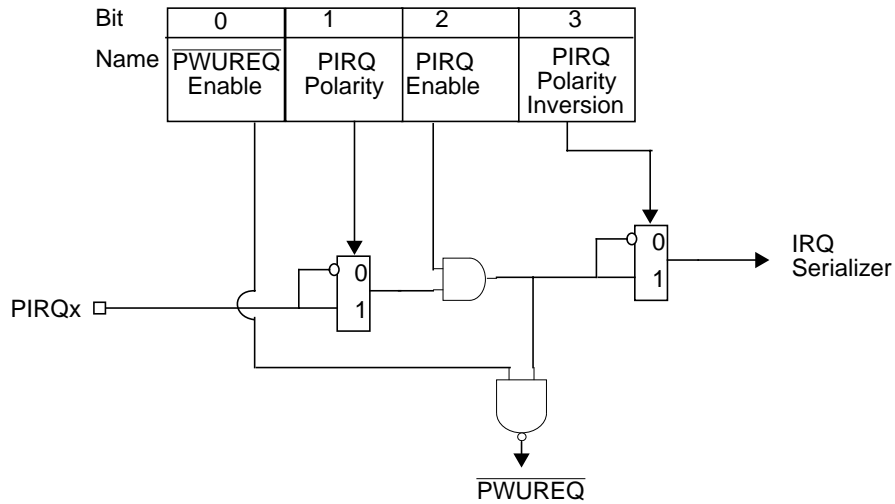 Bit 0 1 2 3
Name PWUREQ Enable PIRQ Polarity PIRQ Enable PIRQ Polarity Inversion
0
1
0
1
IRQ
Serializer
PIRQx
PWUREQ